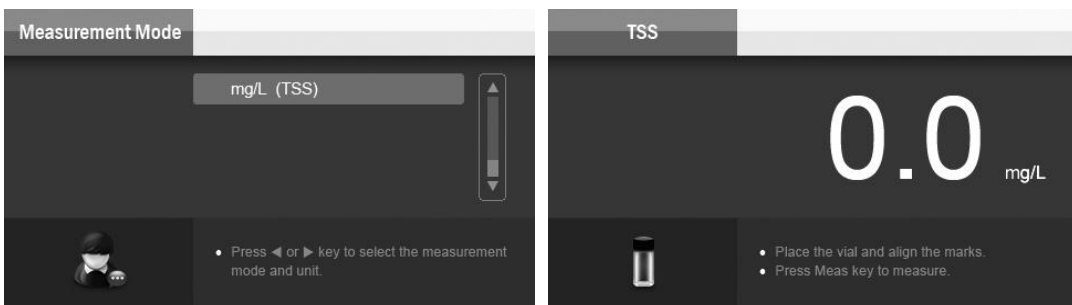 Measurement Mode
mg/L (TSS)
Press ◀ or ▶ key to select the measurement
mode and unit.
TSS
0.0 mg/L
Place the vial and align the marks.
Press Meas key to measure.